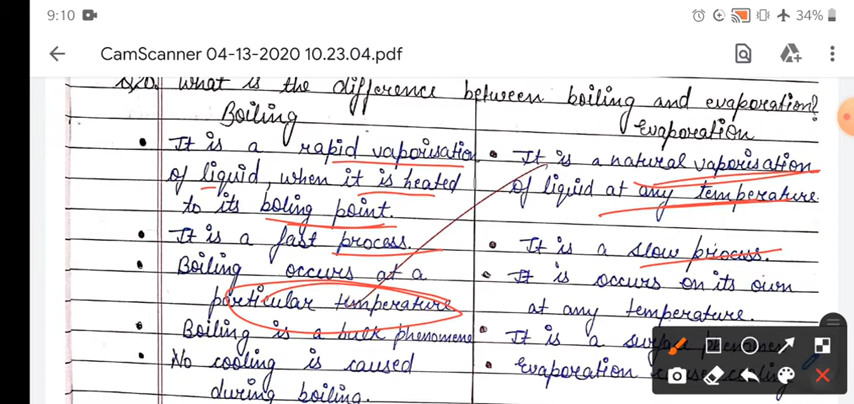 9:10
34%
CamScanner 04-13-2020 10.23.04.pdf
What is the difference between boiling and evaporation?
Boiling
Evaporation
• It is a rapid vaporisation
of liquid, when it is heated
to its boling point.
• It is a fast process.
• Boiling occurs at a
particular temperature
• Boiling is a bulk phenomene
• No cooling is caused
during boiling.
• It is a natural vaporisation
of liquid at any temperature.
• It is a slow process.
• It is occurs on its own
at any temperature.
• It is a surface
• Evaporation